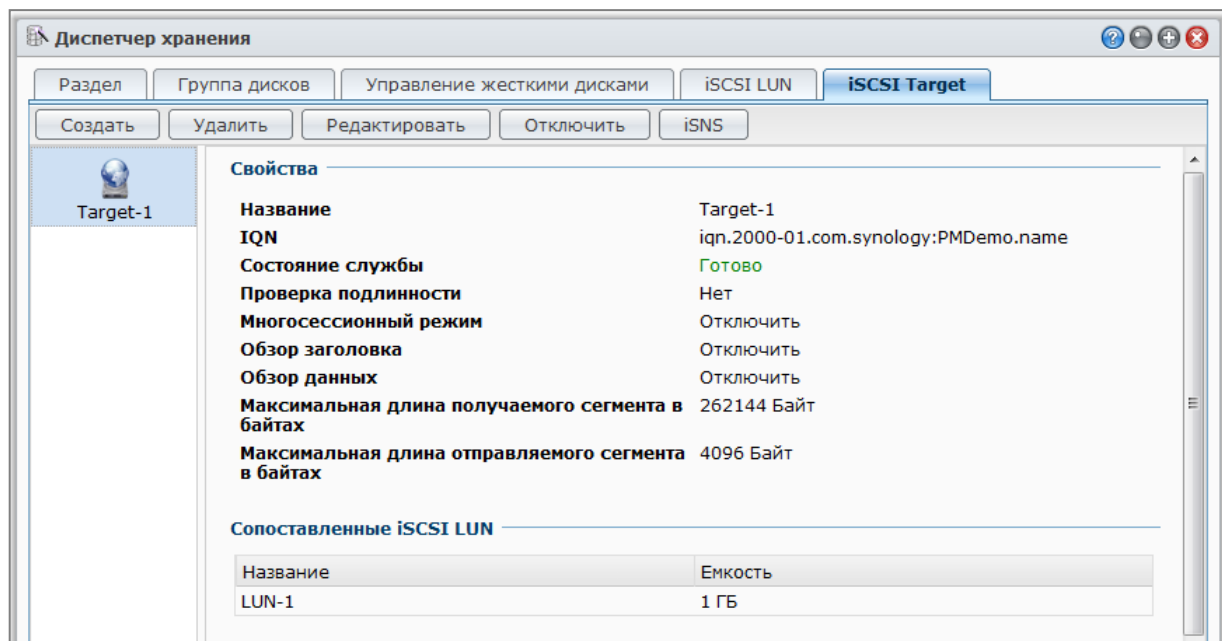 Диспетчер хранения
Раздел Группа дисков Управление жесткими дисками iSCSI LUN iSCSI Target
Создать Удалить Редактировать Отключить iSNS
Target-1
Свойства
Название Target-1
IQN iqn.2000-01.com.synology:PMDemo.name
Состояние службы Готово
Проверка подлинности Нет
Многосессионный режим Отключить
Обзор заголовка Отключить
Обзор данных Отключить
Максимальная длина получаемого сегмента в 262144 Байт
байтах
Максимальная длина отправляемого сегмента 4096 Байт
в байтах
Сопоставленные iSCSI LUN
Название Емкость
LUN-1 1 ГБ